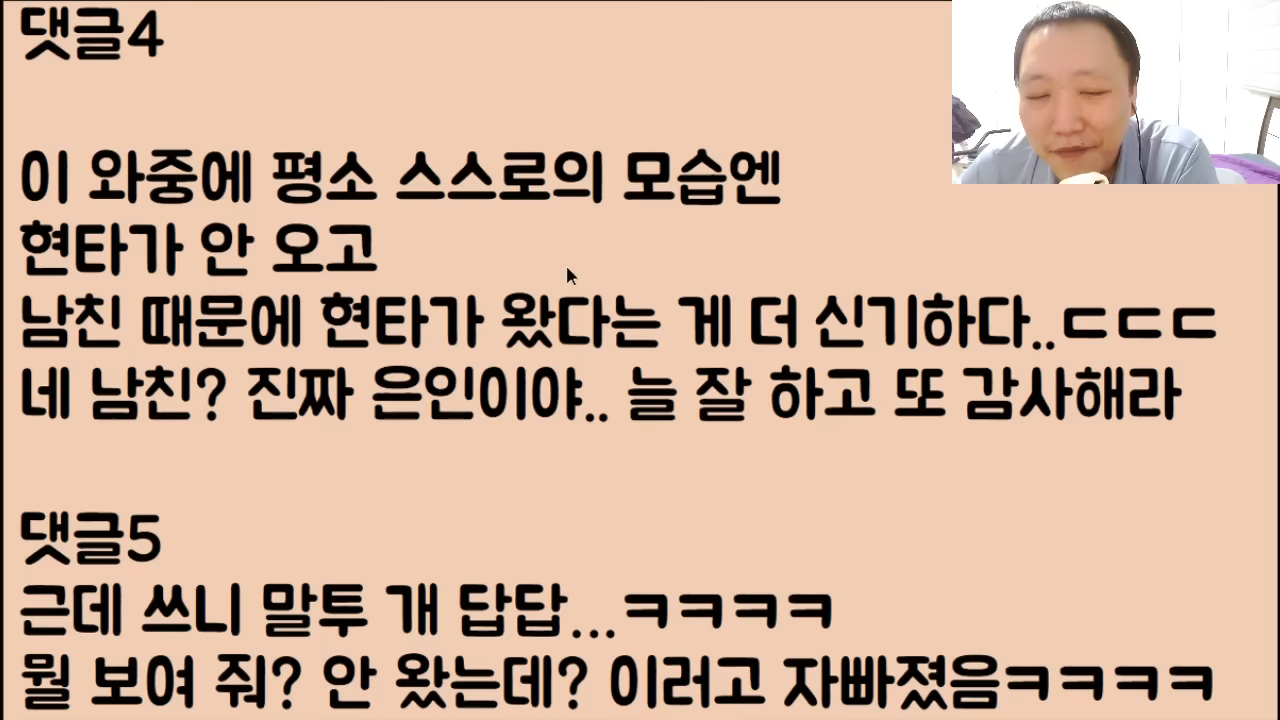 댓글4
이 와중에 평소 스스로의 모습엔
현타가 안 오고
남친 때문에 현타가 왔다는 게 더 신기하다..ㄷㄷㄷ
네 남친? 진짜 은인이야.. 늘 잘 하고 또 감사해라
댓글5
근데 쓰니 말투 개 답답...ㅋㅋㅋㅋ
뭘 보여 줘? 안 왔는데? 이러고 자빠졌음ㅋㅋㅋㅋ